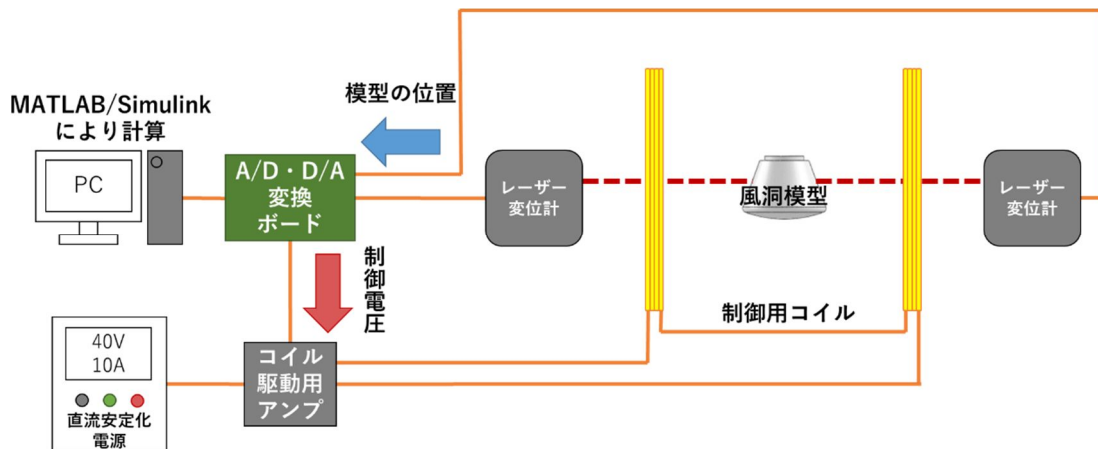 MATLAB/Simulink
により計算
PC
A/D・D/A
変換
ボード
模型の位置
レーザー
変位計
風洞模型
レーザー
変位計
制御電圧
制御用コイル
40V
10A
直流安定化
電源
コイル
駆動用
アンプ